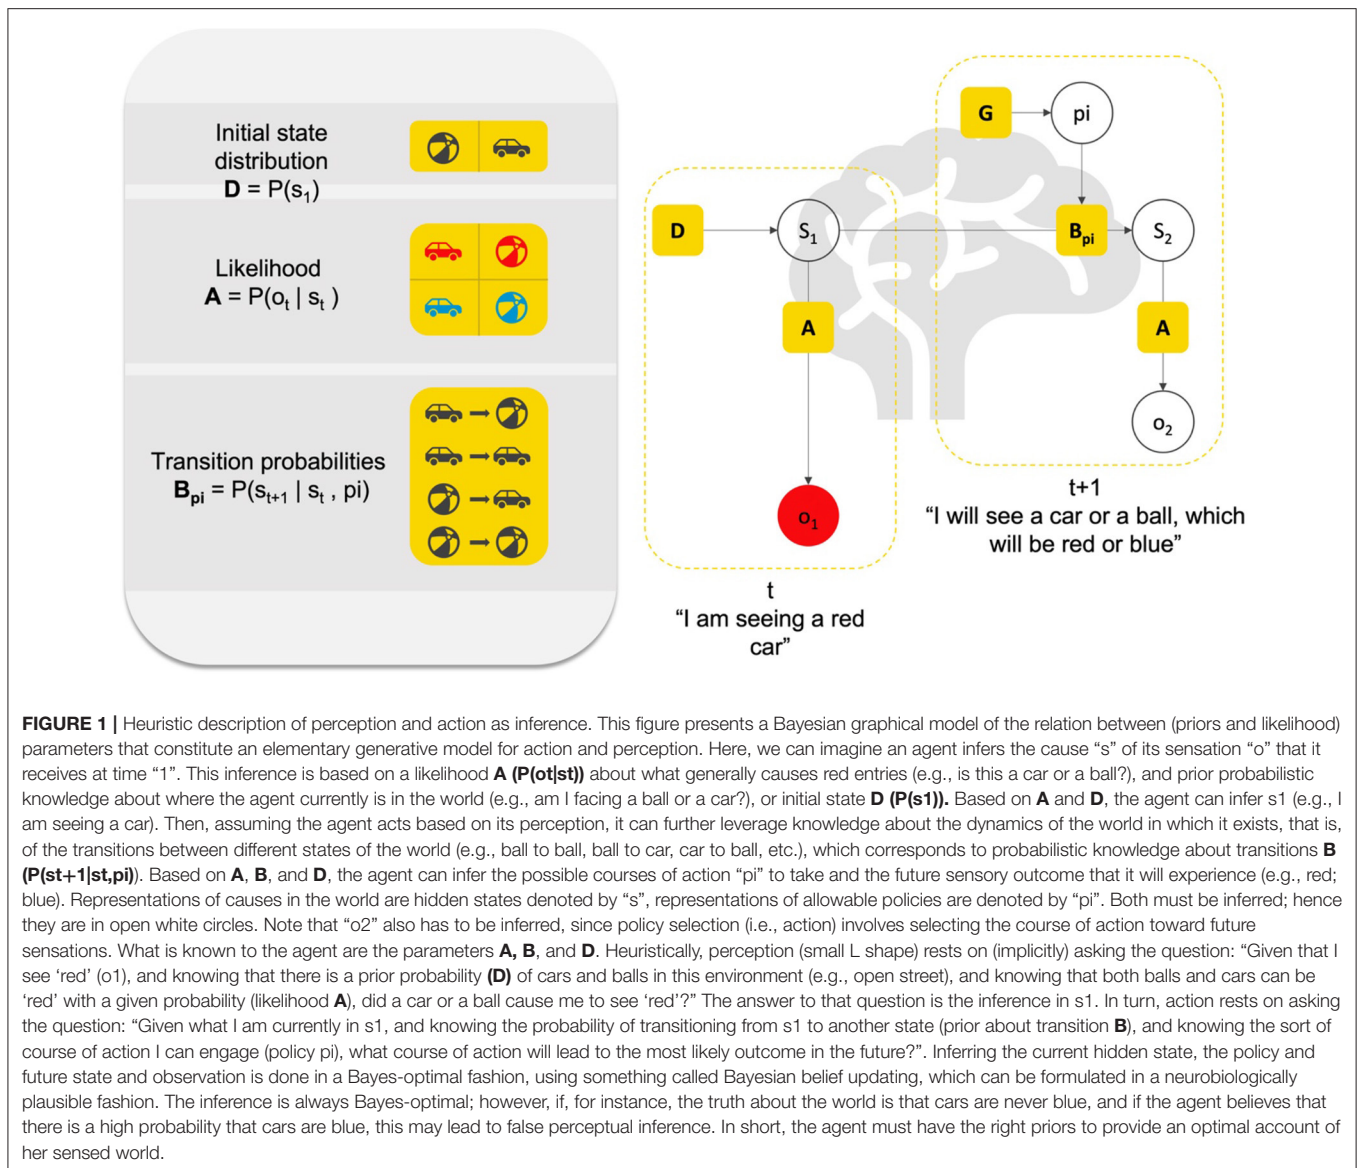 Initial state
distribution
D = P(s1)
Likelihood
A = P(ot | st )
Transition probabilities
Bpi = P(st+1 | st , pi)
G
pi
D
S1
Bpi
S2
A
A
o2
o1
t
“I am seeing a red
car”
t+1
“I will see a car or a ball, which
will be red or blue”
FIGURE 1 | Heuristic description of perception and action as inference. This figure presents a Bayesian graphical model of the relation between (priors and likelihood)
parameters that constitute an elementary generative model for action and perception. Here, we can imagine an agent infers the cause “s” of its sensation “o” that it
receives at time “1”. This inference is based on a likelihood A (P(ot|st)) about what generally causes red entries (e.g., is this a car or a ball?), and prior probabilistic
knowledge about where the agent currently is in the world (e.g., am I facing a ball or a car?), or initial state D (P(s1)). Based on A and D, the agent can infer s1 (e.g., I
am seeing a car). Then, assuming the agent acts based on its perception, it can further leverage knowledge about the dynamics of the world in which it exists, that is,
of the transitions between different states of the world (e.g., ball to ball, ball to car, car to ball, etc.), which corresponds to probabilistic knowledge about transitions B
(P(st+1|st,pi)). Based on A, B, and D, the agent can infer the possible courses of action “pi” to take and the future sensory outcome that it will experience (e.g., red;
blue). Representations of causes in the world are hidden states denoted by “s”, representations of allowable policies are denoted by “pi”. Both must be inferred; hence
they are in open white circles. Note that “o2” also has to be inferred, since policy selection (i.e., action) involves selecting the course of action toward future
sensations. What is known to the agent are the parameters A, B, and D. Heuristically, perception (small L shape) rests on (implicitly) asking the question: “Given that I
see ‘red’ (o1), and knowing that there is a prior probability (D) of cars and balls in this environment (e.g., open street), and knowing that both balls and cars can be
‘red’ with a given probability (likelihood A), did a car or a ball cause me to see ‘red’?” The answer to that question is the inference in s1. In turn, action rests on asking
the question: “Given what I am currently in s1, and knowing the probability of transitioning from s1 to another state (prior about transition B), and knowing the sort of
course of action I can engage (policy pi), what course of action will lead to the most likely outcome in the future?”. Inferring the current hidden state, the policy and
future state and observation is done in a Bayes-optimal fashion, using something called Bayesian belief updating, which can be formulated in a neurobiologically
plausible fashion. The inference is always Bayes-optimal; however, if, for instance, the truth about the world is that cars are never blue, and if the agent believes that
there is a high probability that cars are blue, this may lead to false perceptual inference. In short, the agent must have the right priors to provide an optimal account of
her sensed world.